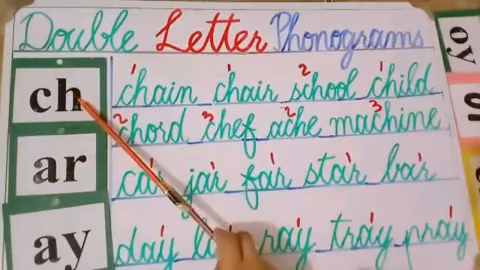 Double Letter Phonograms
ch
chain chair school child
chord chef ache machine
ar
car jar far star bar
ay
day ray tray pray
oy